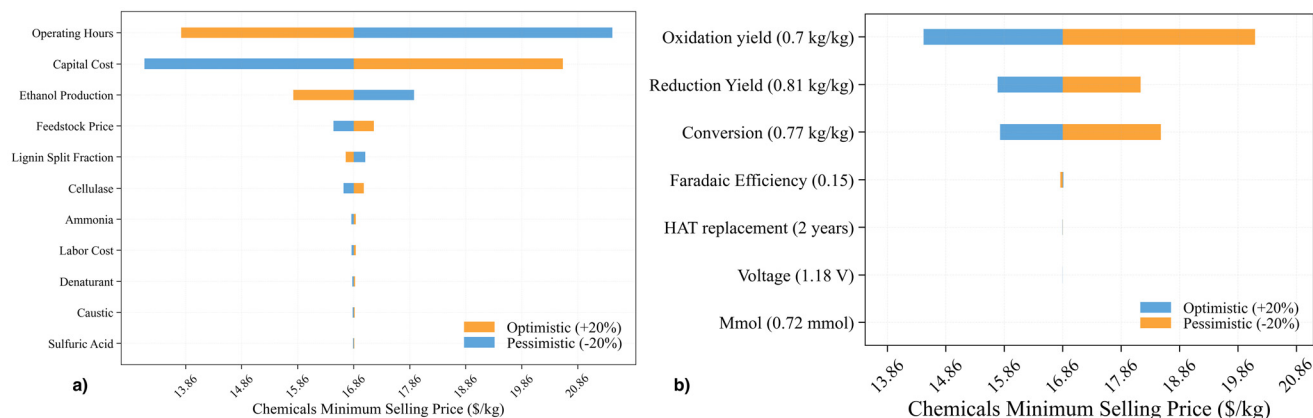 Operating Hours
Capital Cost
Ethanol Production
Feedstock Price
Lignin Split Fraction
Cellulase
Ammonia
Labor Cost
Denaturant
Caustic
Sulfuric Acid
Optimistic (+20%)
Pessimistic (-20%)
a)
13.86
14.86
15.86
16.86
17.86
18.86
19.86
20.86
Chemicals Minimum Selling Price ($/kg)
Oxidation yield (0.7 kg/kg)
Reduction Yield (0.81 kg/kg)
Conversion (0.77 kg/kg)
Faradaic Efficiency (0.15)
HAT replacement (2 years)
Voltage (1.18 V)
Mmol (0.72 mmol)
Optimistic (+20%)
Pessimistic (-20%)
b)
13.86
14.86
15.86
16.86
17.86
18.86
19.86
20.86
Chemicals Minimum Selling Price ($/kg)